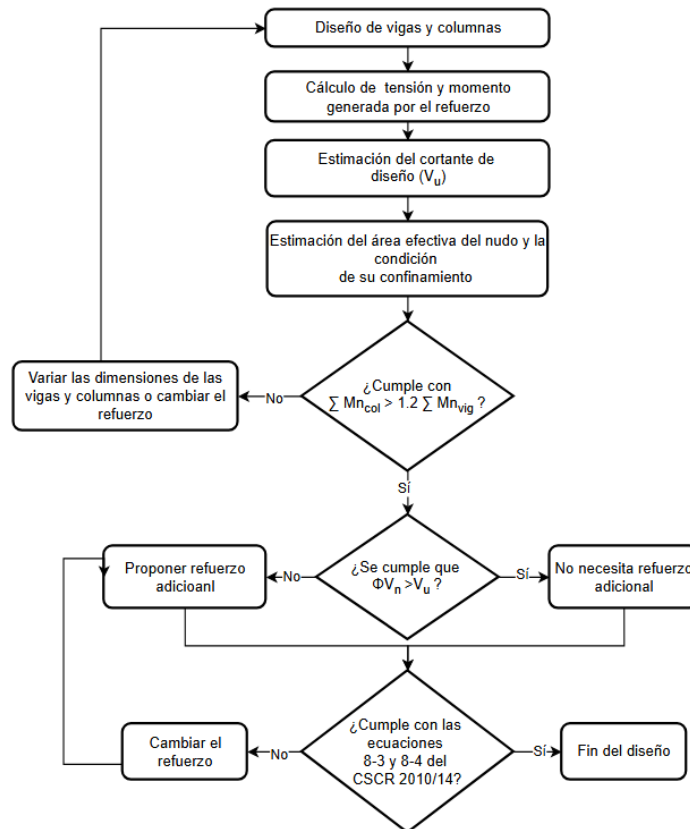 Diseño de vigas y columnas
Cálculo de tensión y momento
generada por el refuerzo
Estimación del cortante de
diseño (Vu)
Estimación del área efectiva del nudo y la
condición
de su confinamiento
Variar las dimensiones de las
vigas y columnas o cambiar el
refuerzo
No
¿Cumple con
∑ Mncol > 1.2 ∑ Mnvig ?
Sí
Proponer refuerzo
adicioanl
No
¿Se cumple que
ΦVn >Vu ?
Sí
No necesita refuerzo
adicional
Cambiar el
refuerzo
No
¿Cumple con las
ecuaciones
8-3 y 8-4 del
CSCR 2010/14?
Sí
Fin del diseño